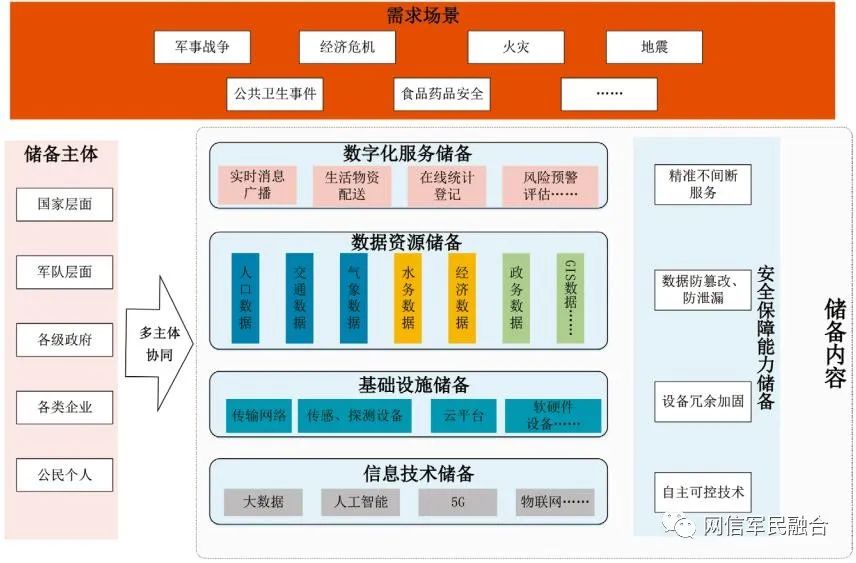 需求场景
军事战争
经济危机
火灾
地震
公共卫生事件
食品药品安全
……
储备主体
国家层面
军队层面
各级政府
各类企业
公民个人
多主体
协同
数字化服务储备
实时消息
广播
生活物资
配送
在线统计
登记
风险预警
评估……
数据资源储备
人口数据
交通数据
气象数据
水务数据
经济数据
政务数据
GIS数据……
基础设施储备
传输网络
传感、探测设备
云平台
软硬件
设备……
信息技术储备
大数据
人工智能
5G
物联网……
精准不间断
服务
数据防篡改、
防泄漏
设备冗余加固
自主可控技术
安全保障能力储备
储备内容
网信军民融合